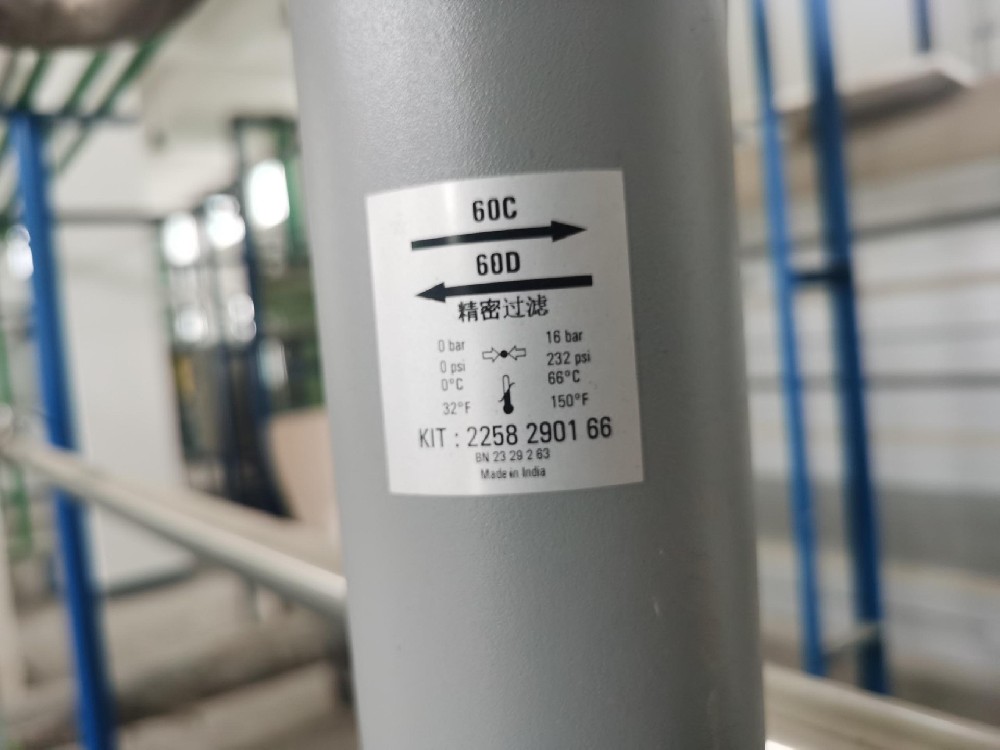 60C
60D
精密过滤
0 bar 16 bar
0 psi 232 psi
0°C 66°C
32°F 150°F
KIT : 2258 2901 66
BN 23 29 2 63
Made in India